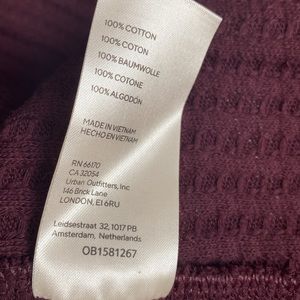 100% COTTON
100% COTON
100% BAUMWOLLE
100% COTONE
100% ALGODÓN
MADE IN VIETNAM
HECHO EN VIETNAM
RN 66170
CA 32054
Urban Outfitters, Inc
146 Brick Lane
LONDON, E1 6RU
Leidsestraat 32, 1017 PB
Amsterdam, Netherlands
OB1581267